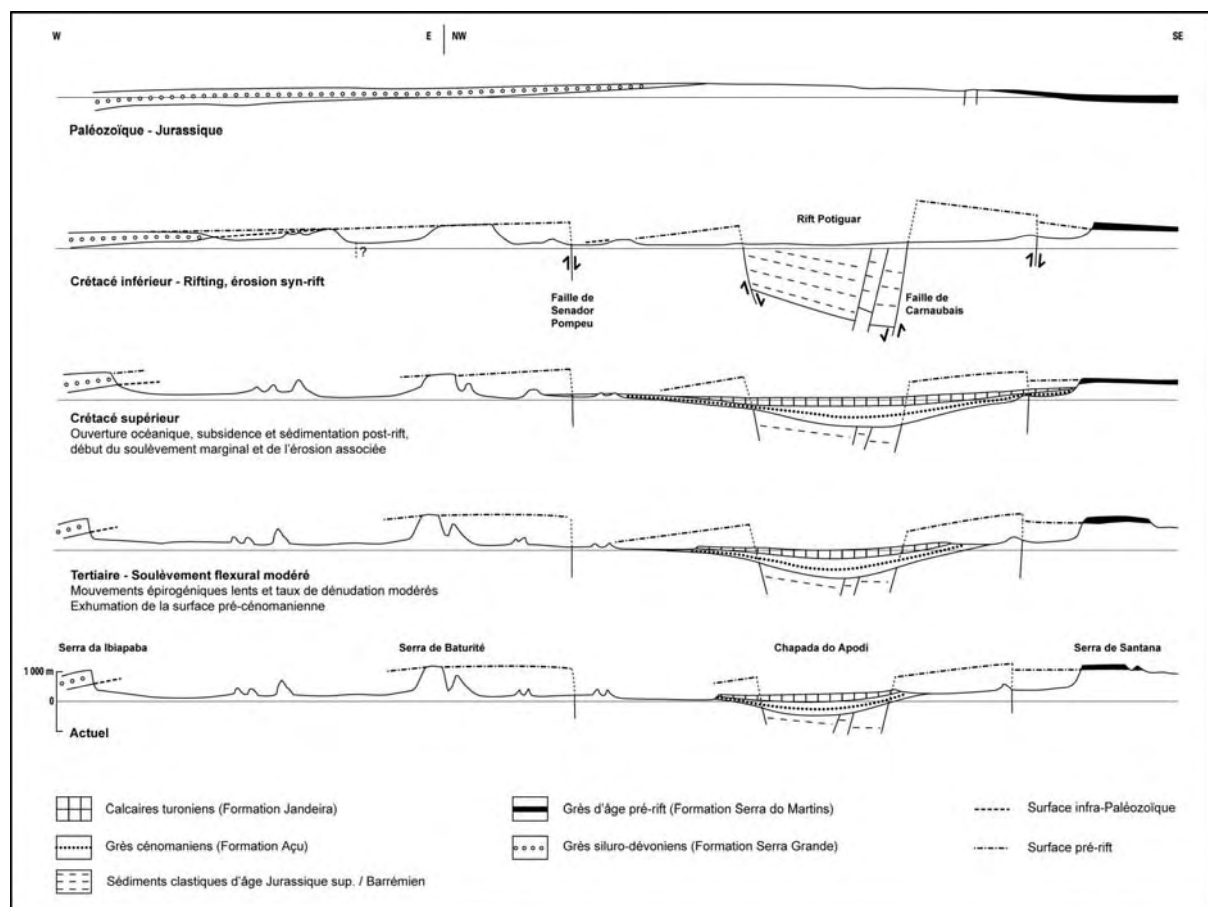 W E NW SE
Paléozoïque - Jurassique
Rift Potiguar
Crétacé inférieur - Rifting, érosion syn-rift
?
Faille de
Senador
Pompeu
Faille de
Carnaubais
Crétacé supérieur
Ouverture océanique, subsidence et sédimentation post-rift,
début du soulèvement marginal et de l'érosion associée
Tertiaire - Soulèvement flexural modéré
Mouvements épirogéniques lents et taux de dénudation modérés
Exhumation de la surface pré-cénomanienne
Serra da Ibiapaba Serra de Baturité Chapada do Apodi Serra de Santana
1 000 m
0
Actuel
Calcaires turoniens (Formation Jandeira)
Grès d'âge pré-rift (Formation Serra do Martins)
Surface infra-Paléozoïque
Grès cénomaniens (Formation Açu)
Grès siluro-dévoniens (Formation Serra Grande)
Surface pré-rift
Sédiments clastiques d'âge Jurassique sup. / Barrémien